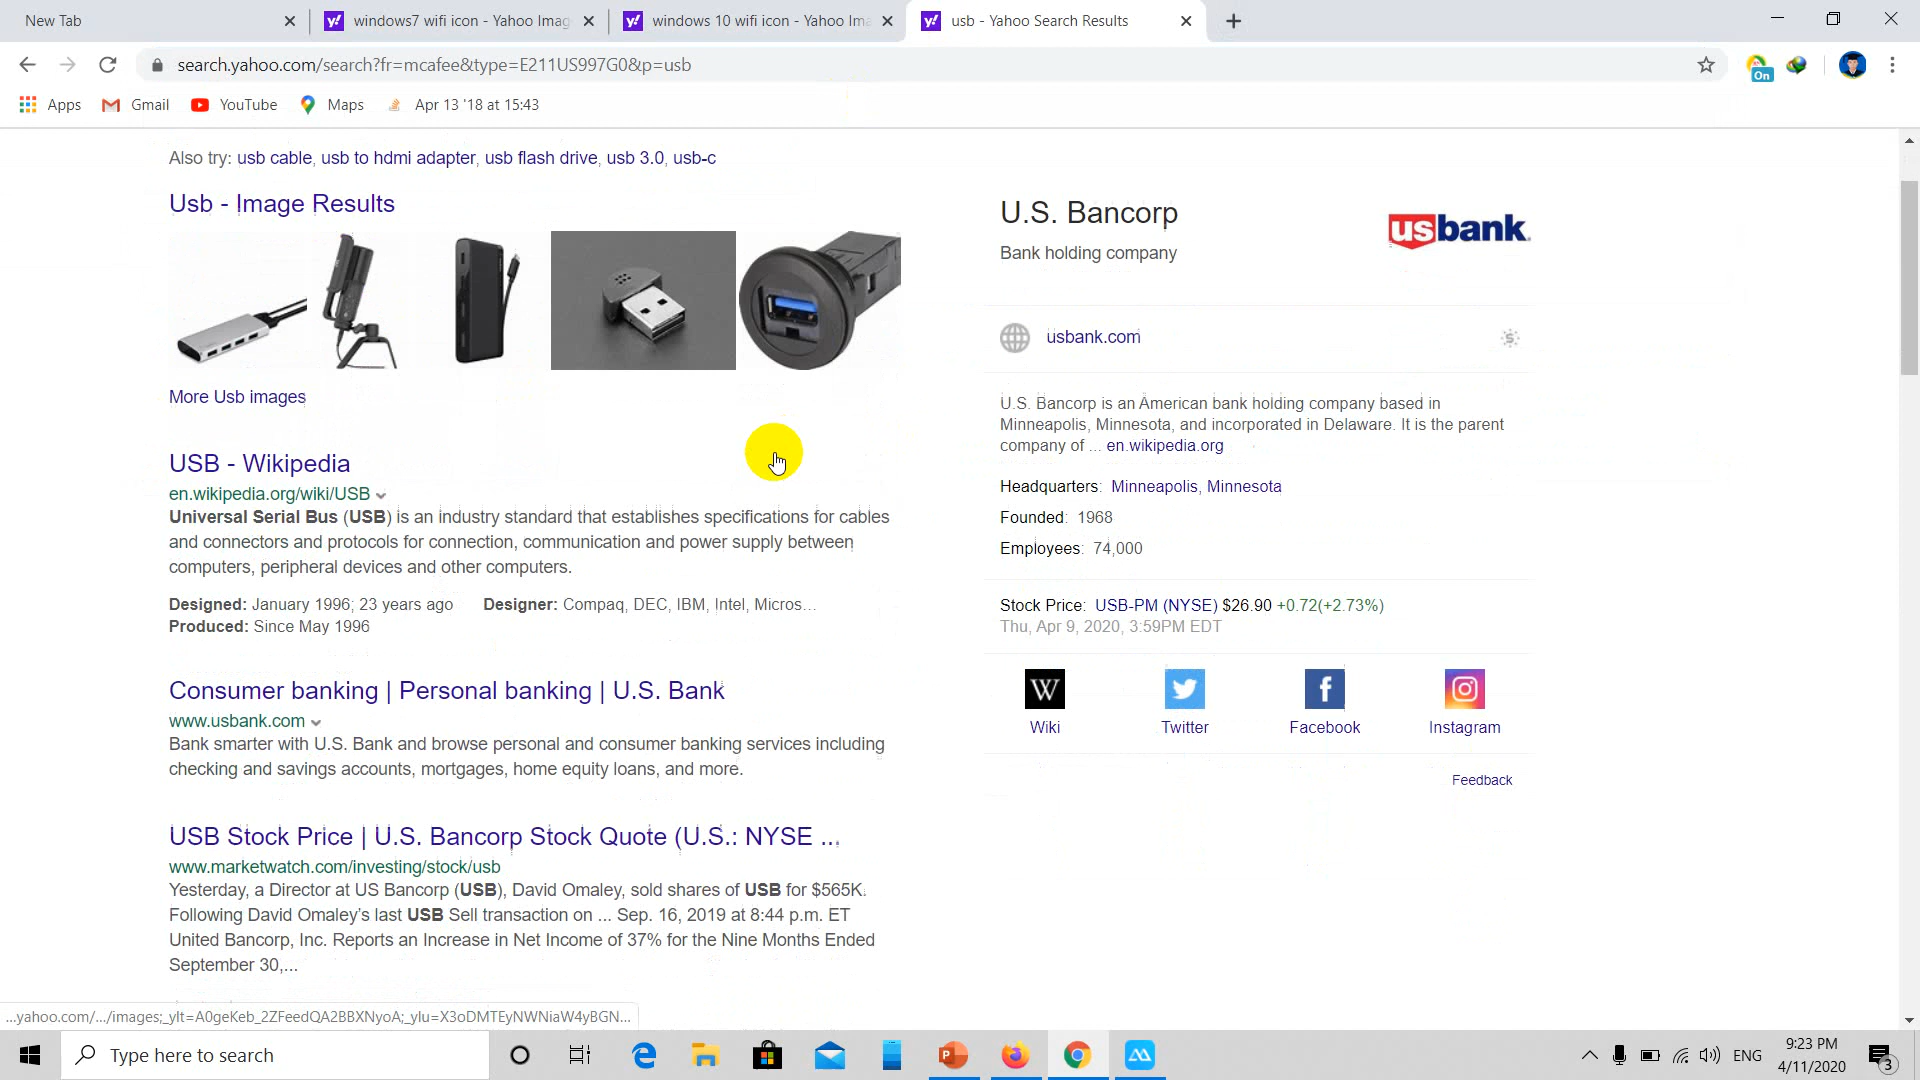 New Tab
windows7 wifi icon - Yahoo Imag
windows 10 wifi icon - Yahoo Ima
usb - Yahoo Search Results
search.yahoo.com/search?fr=mcafee&type=E211US997G0&p=usb
On
Apps
Gmail
YouTube
Maps
Apr 13 '18 at 15:43
Also try: usb cable, usb to hdmi adapter, usb flash drive, usb 3.0, usb-c
Usb - Image Results
More Usb images
USB - Wikipedia
en.wikipedia.org/wiki/USB
Universal Serial Bus (USB) is an industry standard that establishes specifications for cables
and connectors and protocols for connection, communication and power supply between
computers, peripheral devices and other computers.
Designed: January 1996; 23 years ago
Designer: Compaq, DEC, IBM, Intel, Micros...
Produced: Since May 1996
Consumer banking | Personal banking | U.S. Bank
www.usbank.com
Bank smarter with U.S. Bank and browse personal and consumer banking services including
checking and savings accounts, mortgages, home equity loans, and more.
USB Stock Price | U.S. Bancorp Stock Quote (U.S.: NYSE ...
www.marketwatch.com/investing/stock/usb
Yesterday, a Director at US Bancorp (USB), David Omaley, sold shares of USB for $565K.
Following David Omaley's last USB Sell transaction on ... Sep. 16, 2019 at 8:44 p.m. ET
United Bancorp, Inc. Reports an Increase in Net Income of 37% for the Nine Months Ended
September 30,...
U.S. Bancorp
Bank holding company
usbank.
usbank.com
U.S. Bancorp is an American bank holding company based in
Minneapolis, Minnesota, and incorporated in Delaware. It is the parent
company of ... en.wikipedia.org
Headquarters: Minneapolis, Minnesota
Founded: 1968
Employees: 74,000
Stock Price: USB-PM (NYSE) $26.90 +0.72(+2.73%)
Thu, Apr 9, 2020, 3:59PM EDT
W
Wiki
Twitter
Facebook
Instagram
Feedback
...yahoo.com/.../images;_ylt=A0geKeb_2ZFeedQA2BBXNyoA;_ylu=X3oDMTEyNWNiaW4yBGN...
Type here to search
ENG
9:23 PM
4/11/2020
3